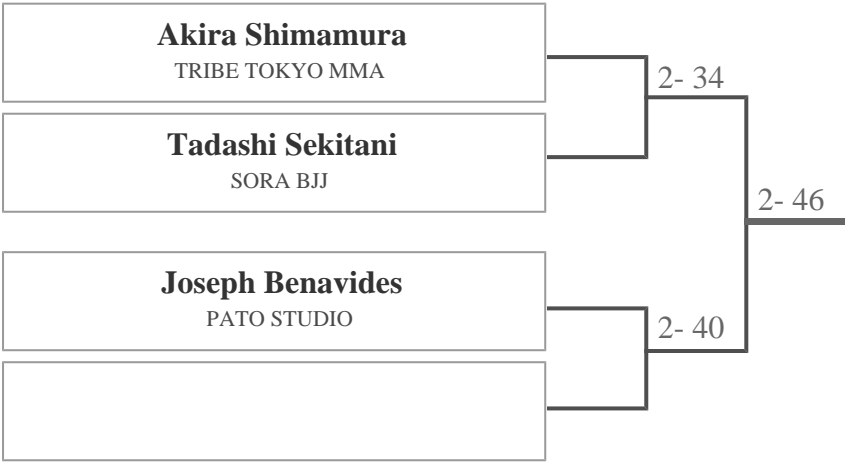 Akira Shimamura
TRIBE TOKYO MMA
2- 34
Tadashi Sekitani
SORA BJJ
2- 46
Joseph Benavides
PATO STUDIO
2- 40